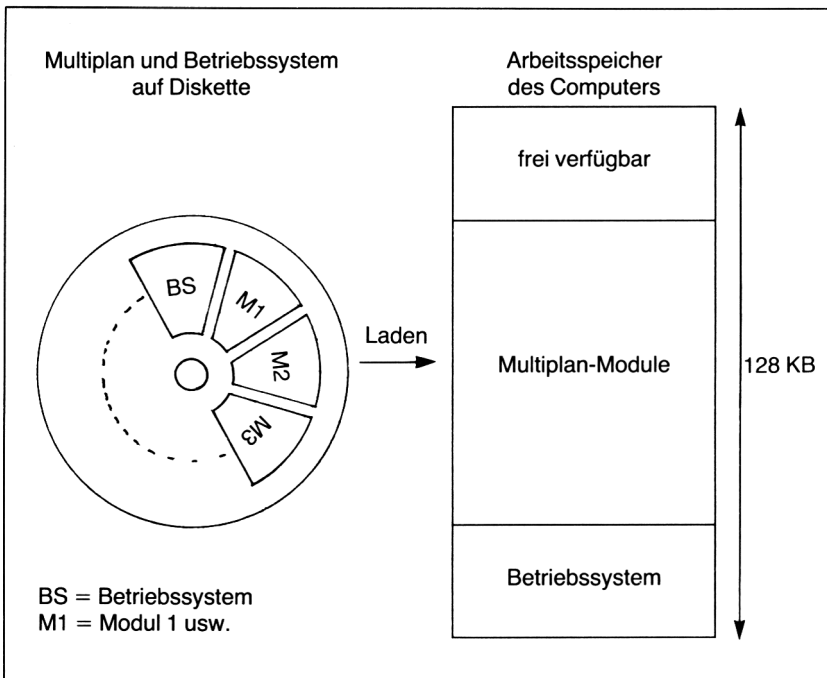 Multiplan und Betriebssystem
auf Diskette
Arbeitsspeicher
des Computers
frei verfügbar
BS
M1
M2
M3
Laden
Multiplan-Module
128 KB
Betriebssystem
BS = Betriebssystem
M1 = Modul 1 usw.